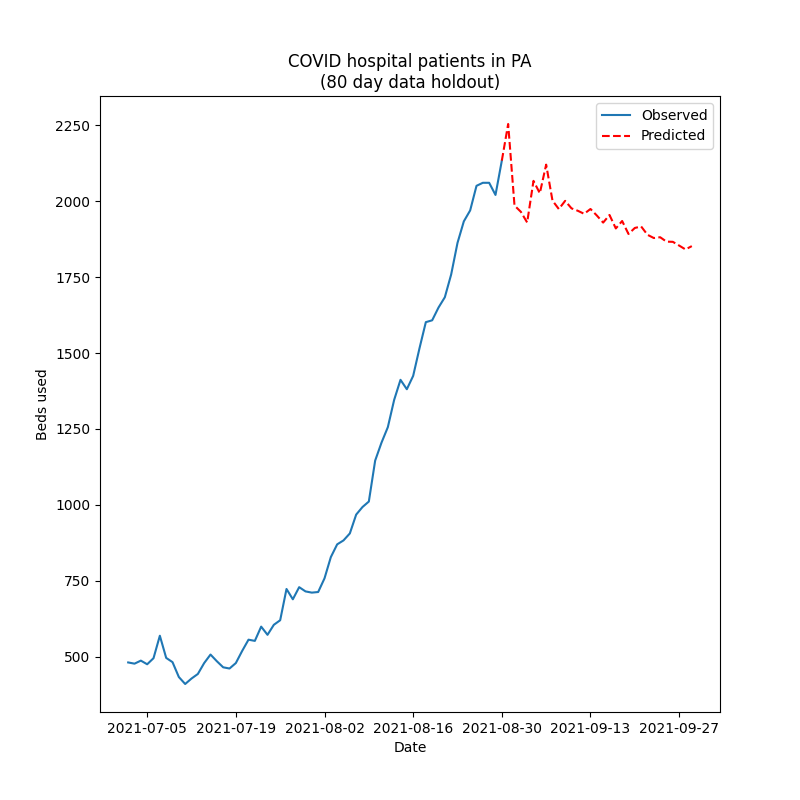 COVID hospital patients in PA
(80 day data holdout)
Observed
Predicted
2250
2000
1750
1500
1250
1000
750
500
Beds used
2021-07-05 2021-07-19 2021-08-02 2021-08-16 2021-08-30 2021-09-13 2021-09-27
Date